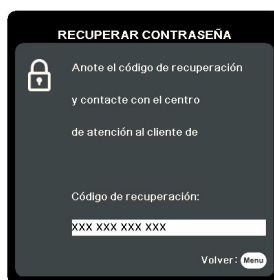 RECUPERAR CONTRASEÑA
Anote el código de recuperación
y contacte con el centro
de atención al cliente de
Código de recuperación:
XXX XXX XXX XXX
Volver: Menu